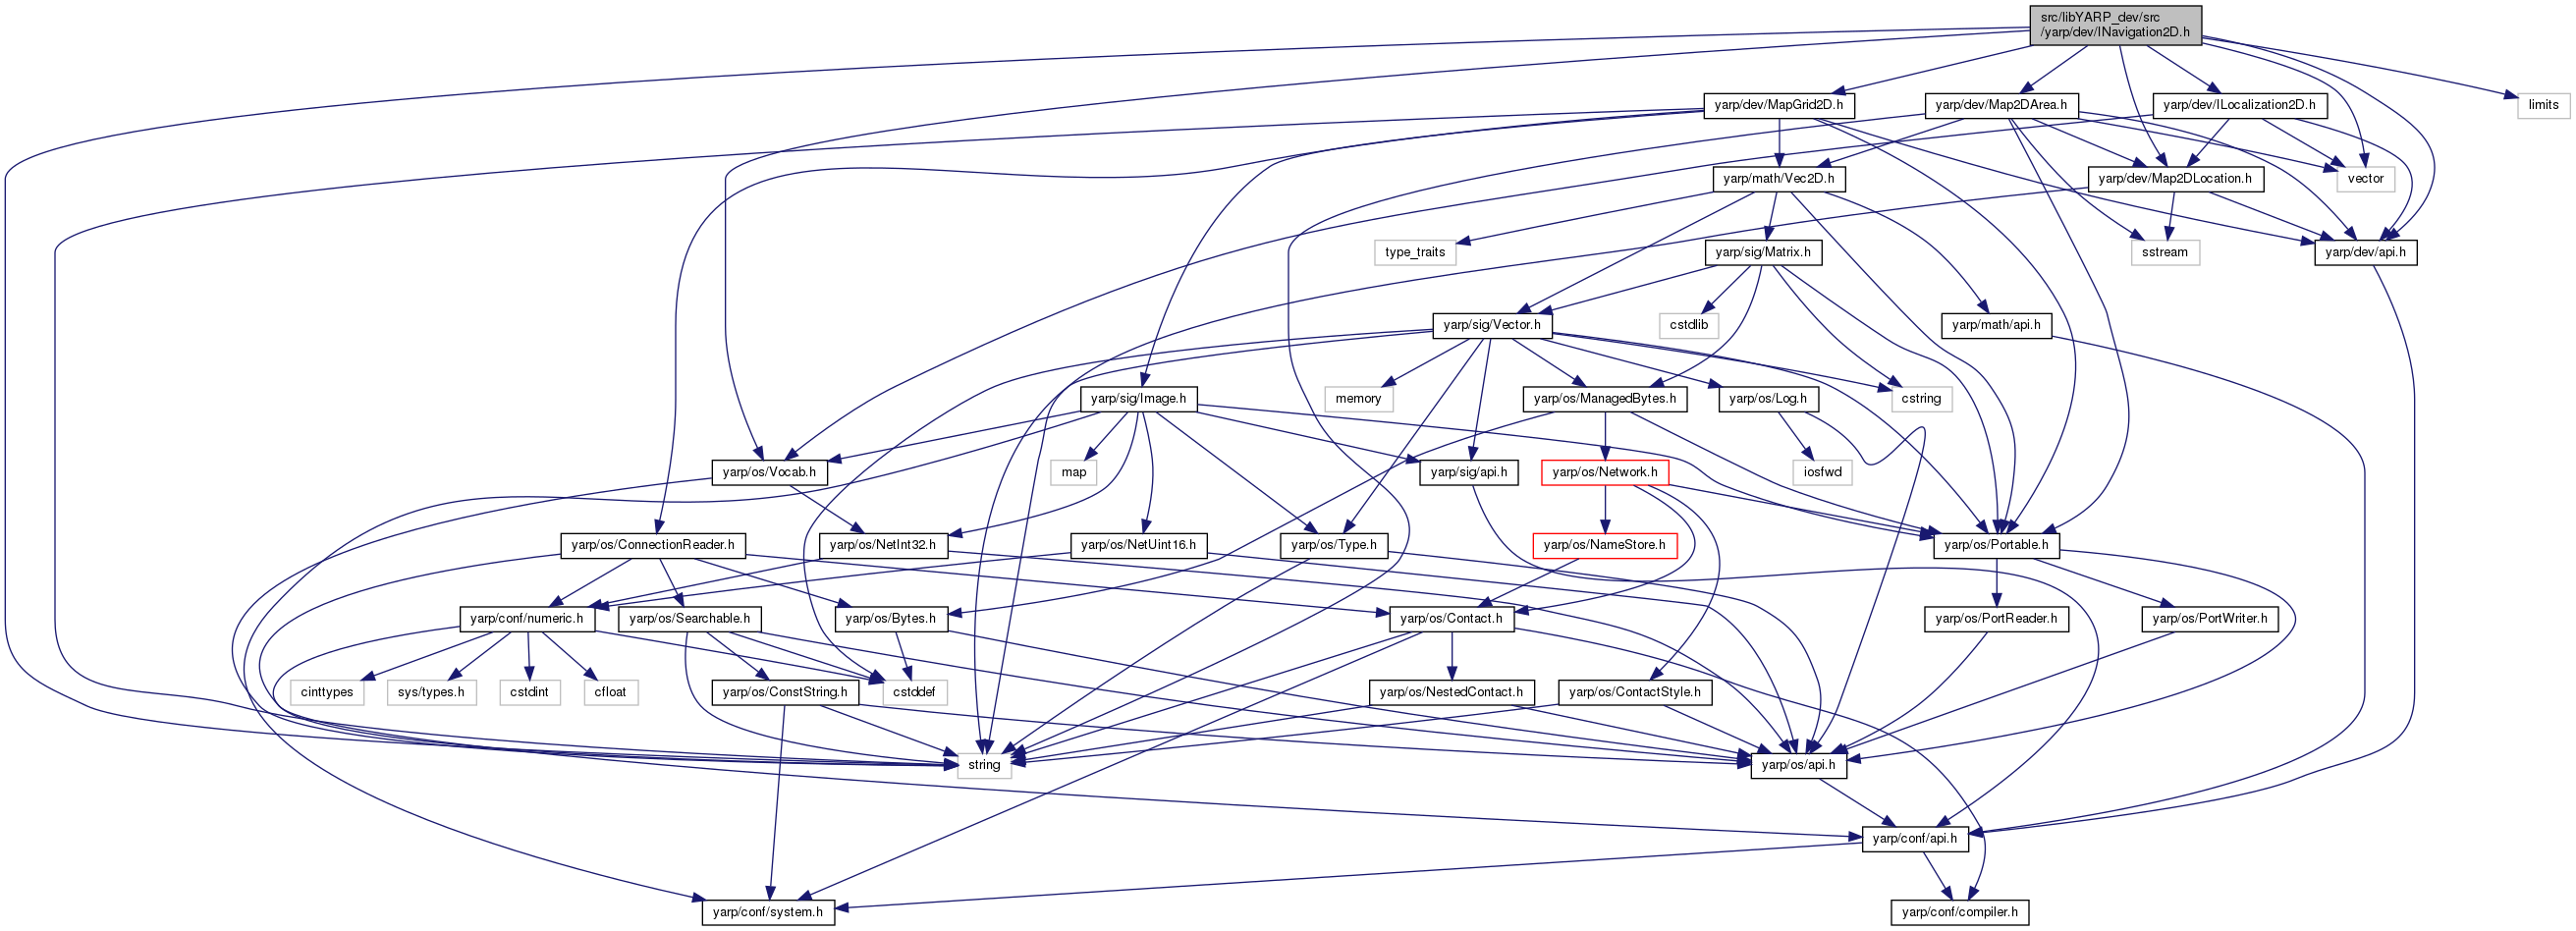 src/libYARP_dev/src
/yarp/dev/INavigation2D.h
yarp/dev/MapGrid2D.h
yarp/dev/Map2DArea.h
yarp/dev/ILocalization2D.h
limits
yarp/math/Vec2D.h
yarp/dev/Map2DLocation.h
vector
type_traits
yarp/sig/Matrix.h
sstream
yarp/dev/api.h
yarp/sig/Vector.h
cstdlib
yarp/math/api.h
yarp/sig/Image.h
memory
yarp/os/ManagedBytes.h
yarp/os/Log.h
cstring
yarp/os/Vocab.h
map
yarp/sig/api.h
yarp/os/Network.h
iosfwd
yarp/os/ConnectionReader.h
yarp/os/NetInt32.h
yarp/os/NetUint16.h
yarp/os/Type.h
yarp/os/NameStore.h
yarp/os/Portable.h
yarp/conf/numeric.h
yarp/os/Searchable.h
yarp/os/Bytes.h
yarp/os/Contact.h
yarp/os/PortReader.h
yarp/os/PortWriter.h
cinttypes
sys/types.h
cstdint
cfloat
yarp/os/ConstString.h
cstddef
yarp/os/NestedContact.h
yarp/os/ContactStyle.h
string
yarp/os/api.h
yarp/conf/api.h
yarp/conf/system.h
yarp/conf/compiler.h